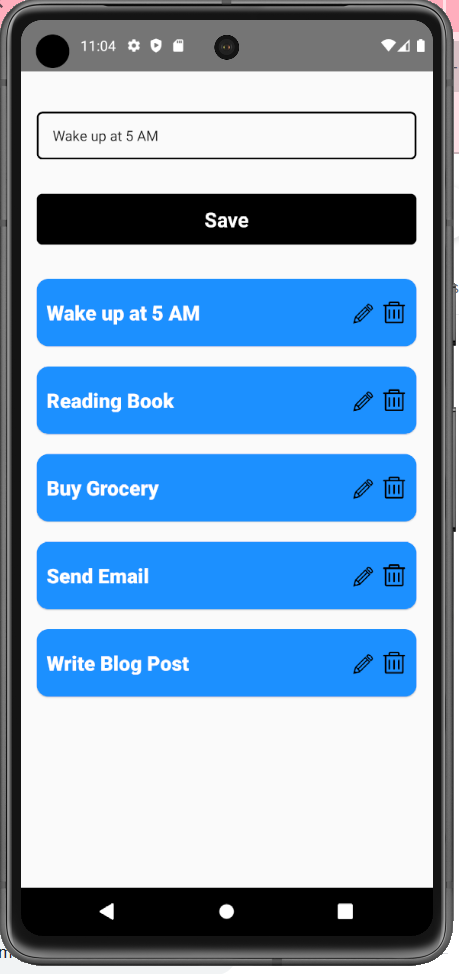 11:04
Wake up at 5 AM
Save
Wake up at 5 AM
Reading Book
Buy Grocery
Send Email
Write Blog Post